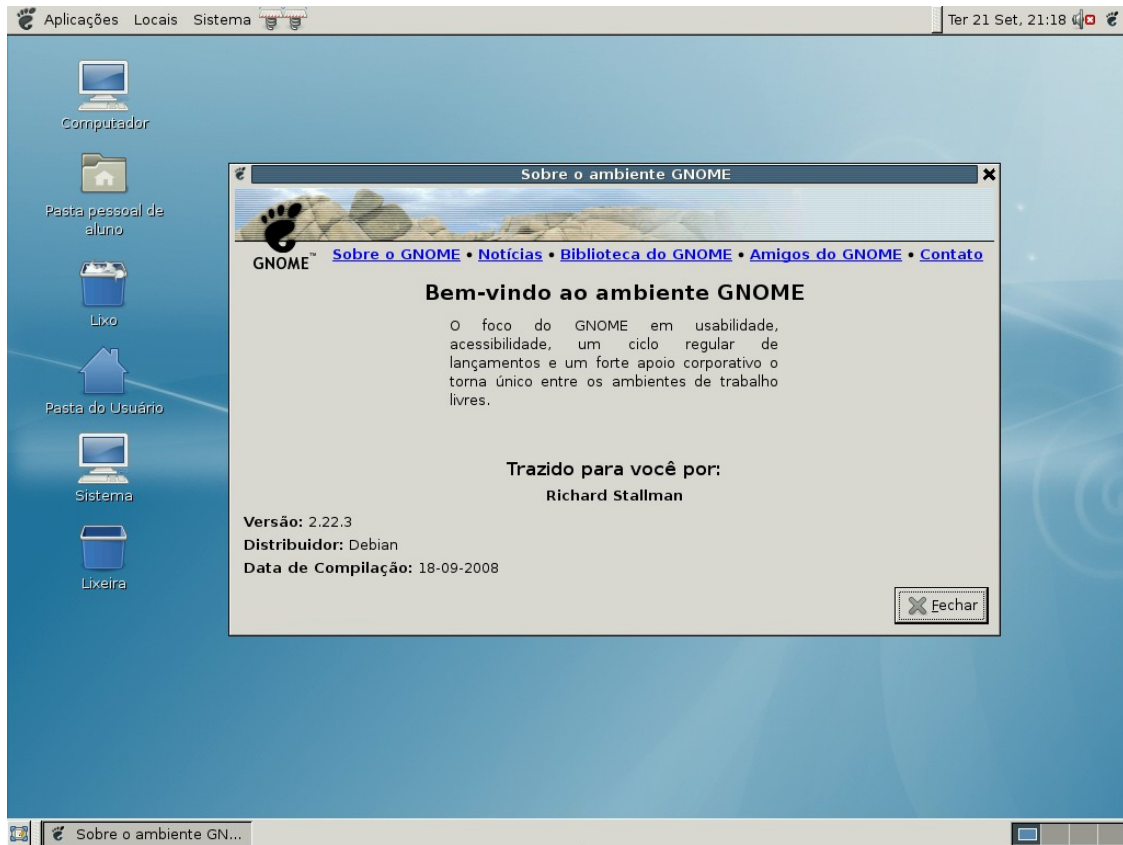 Aplicações Locais Sistema
Ter 21 Set, 21:18
Computador
Pasta pessoal de
aluno
Lixo
Pasta do Usuário
Sistema
Lixeira
Sobre o ambiente GNOME
GNOME™
Sobre o GNOME • Notícias • Biblioteca do GNOME • Amigos do GNOME • Contato
Bem-vindo ao ambiente GNOME
O foco do GNOME em usabilidade,
acessibilidade, um ciclo regular de
lançamentos e um forte apoio corporativo o
torna único entre os ambientes de trabalho
livres.
Trazido para você por:
Richard Stallman
Versão: 2.22.3
Distribuidor: Debian
Data de Compilação: 18-09-2008
Fechar
Sobre o ambiente GN...